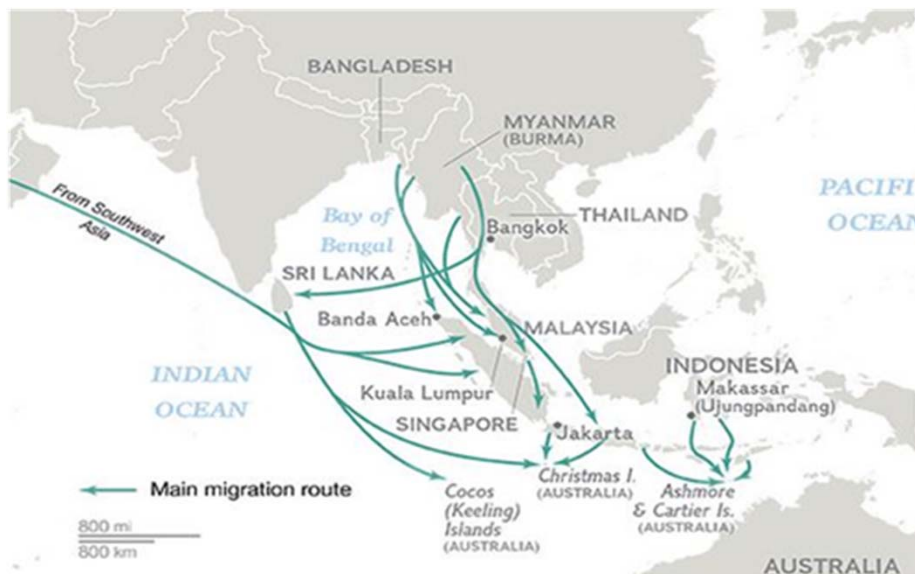 BANGLADESH
MYANMAR
(BURMA)
PACIFI
OCEAN
From Southwest
Asia
Bay of
Bengal
Bangkok
THAILAND
SRI LANKA
Banda Aceh
MALAYSIA
INDIAN
OCEAN
Kuala Lumpur
SINGAPORE
INDONESIA
Makassar
(Ujungpandang)
Jakarta
Main migration route
Cocos
(Keeling)
Islands
(AUSTRALIA)
Christmas I.
(AUSTRALIA)
Ashmore
& Cartier Is.
(AUSTRALIA)
800 mi
800 km
AUSTRALIA